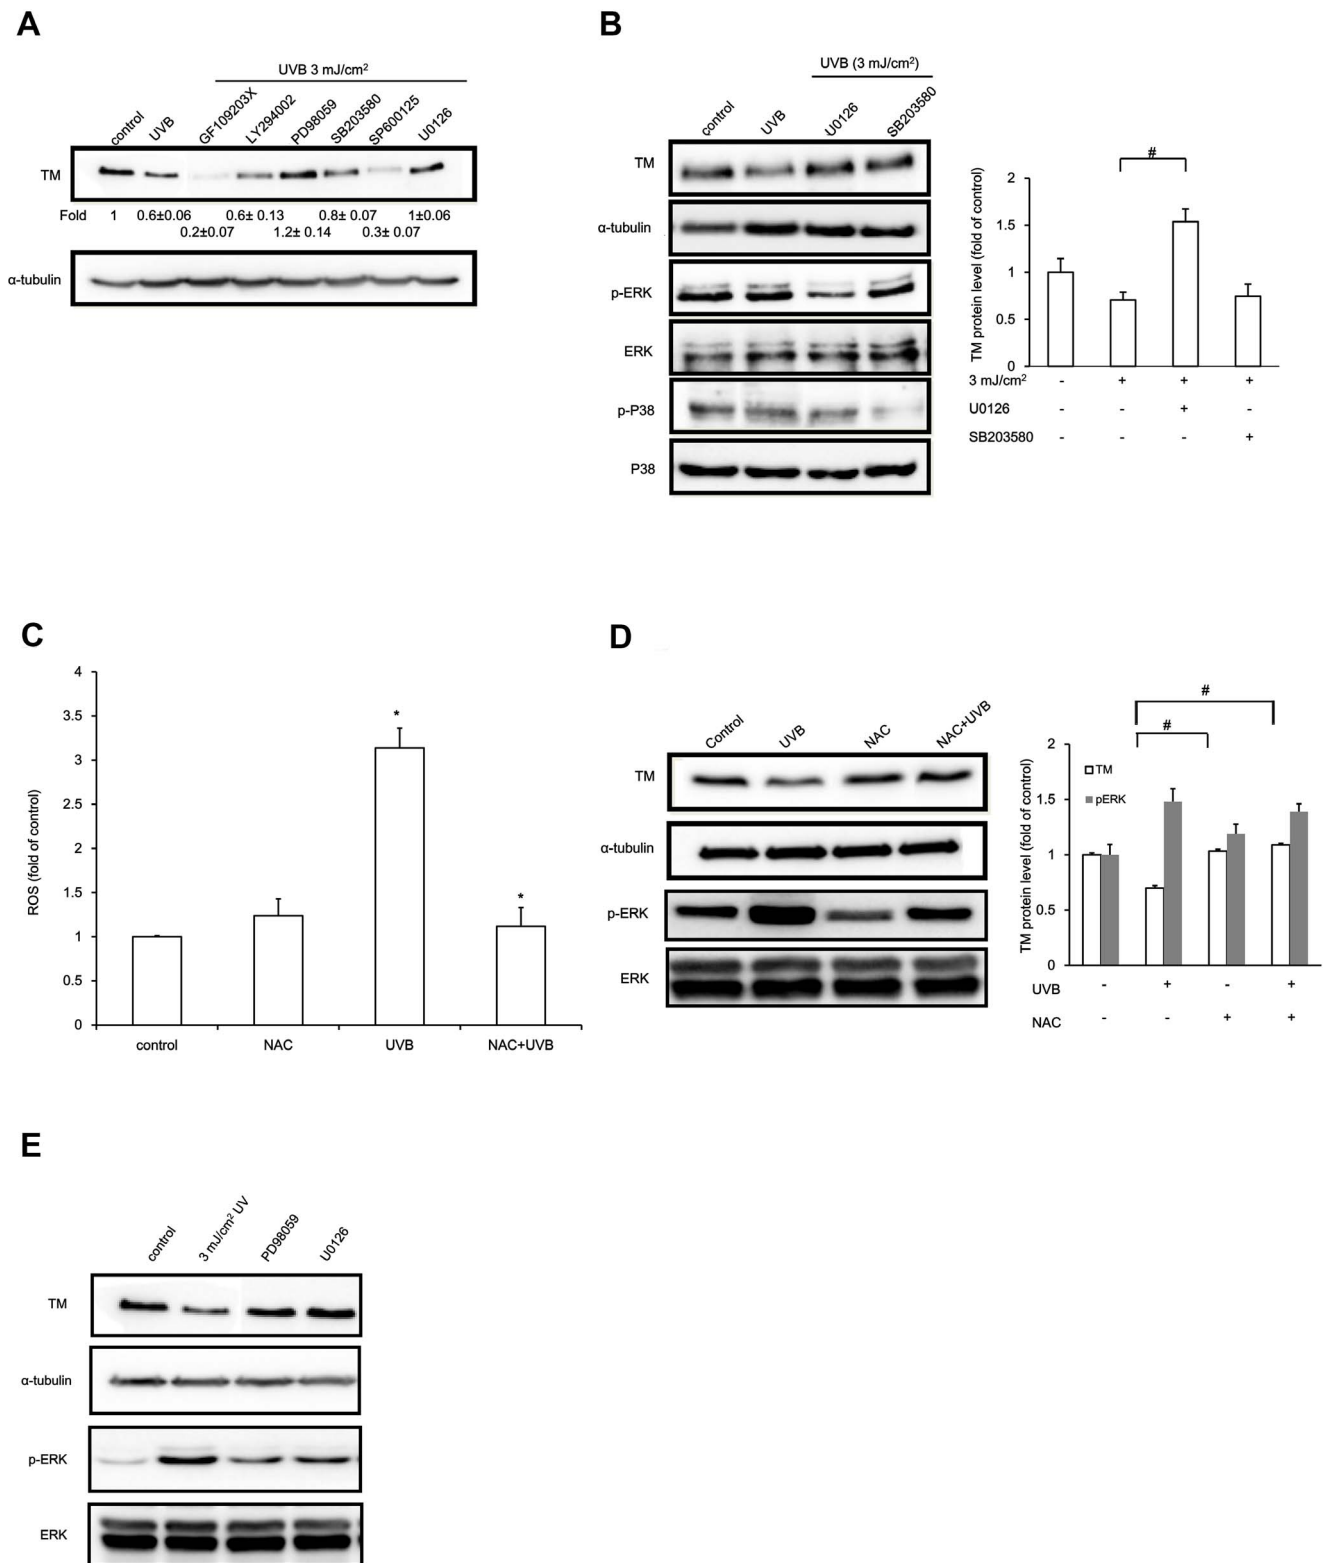 A
UVB 3 mJ/cm²
control UVB GF109203X LY294002 PD98059 SB203580 SP600125 U0126
TM
Fold 1 0.6±0.06 0.6± 0.13 0.8± 0.07 1±0.06
0.2±0.07 1.2± 0.14 0.3± 0.07
α-tubulin
B
UVB (3 mJ/cm²)
control UVB U0126 SB203580
TM
α-tubulin
p-ERK
ERK
p-P38
P38
#
TM protein level (fold of control)
2
1.5
1
0.5
0
3 mJ/cm² - + + +
U0126 - - + -
SB203580 - - - +
C
ROS (fold of control)
4
3.5
3
2.5
2
1.5
1
0.5
0
*
*
control NAC UVB NAC+UVB
D
Control UVB NAC NAC+UVB
TM
α-tubulin
p-ERK
ERK
#
#
TM protein level (fold of control)
2
1.5
1
0.5
0
TM
pERK
UVB - + - +
NAC - - + +
E
control 3 mJ/cm² UV PD98059 U0126
TM
α-tubulin
p-ERK
ERK